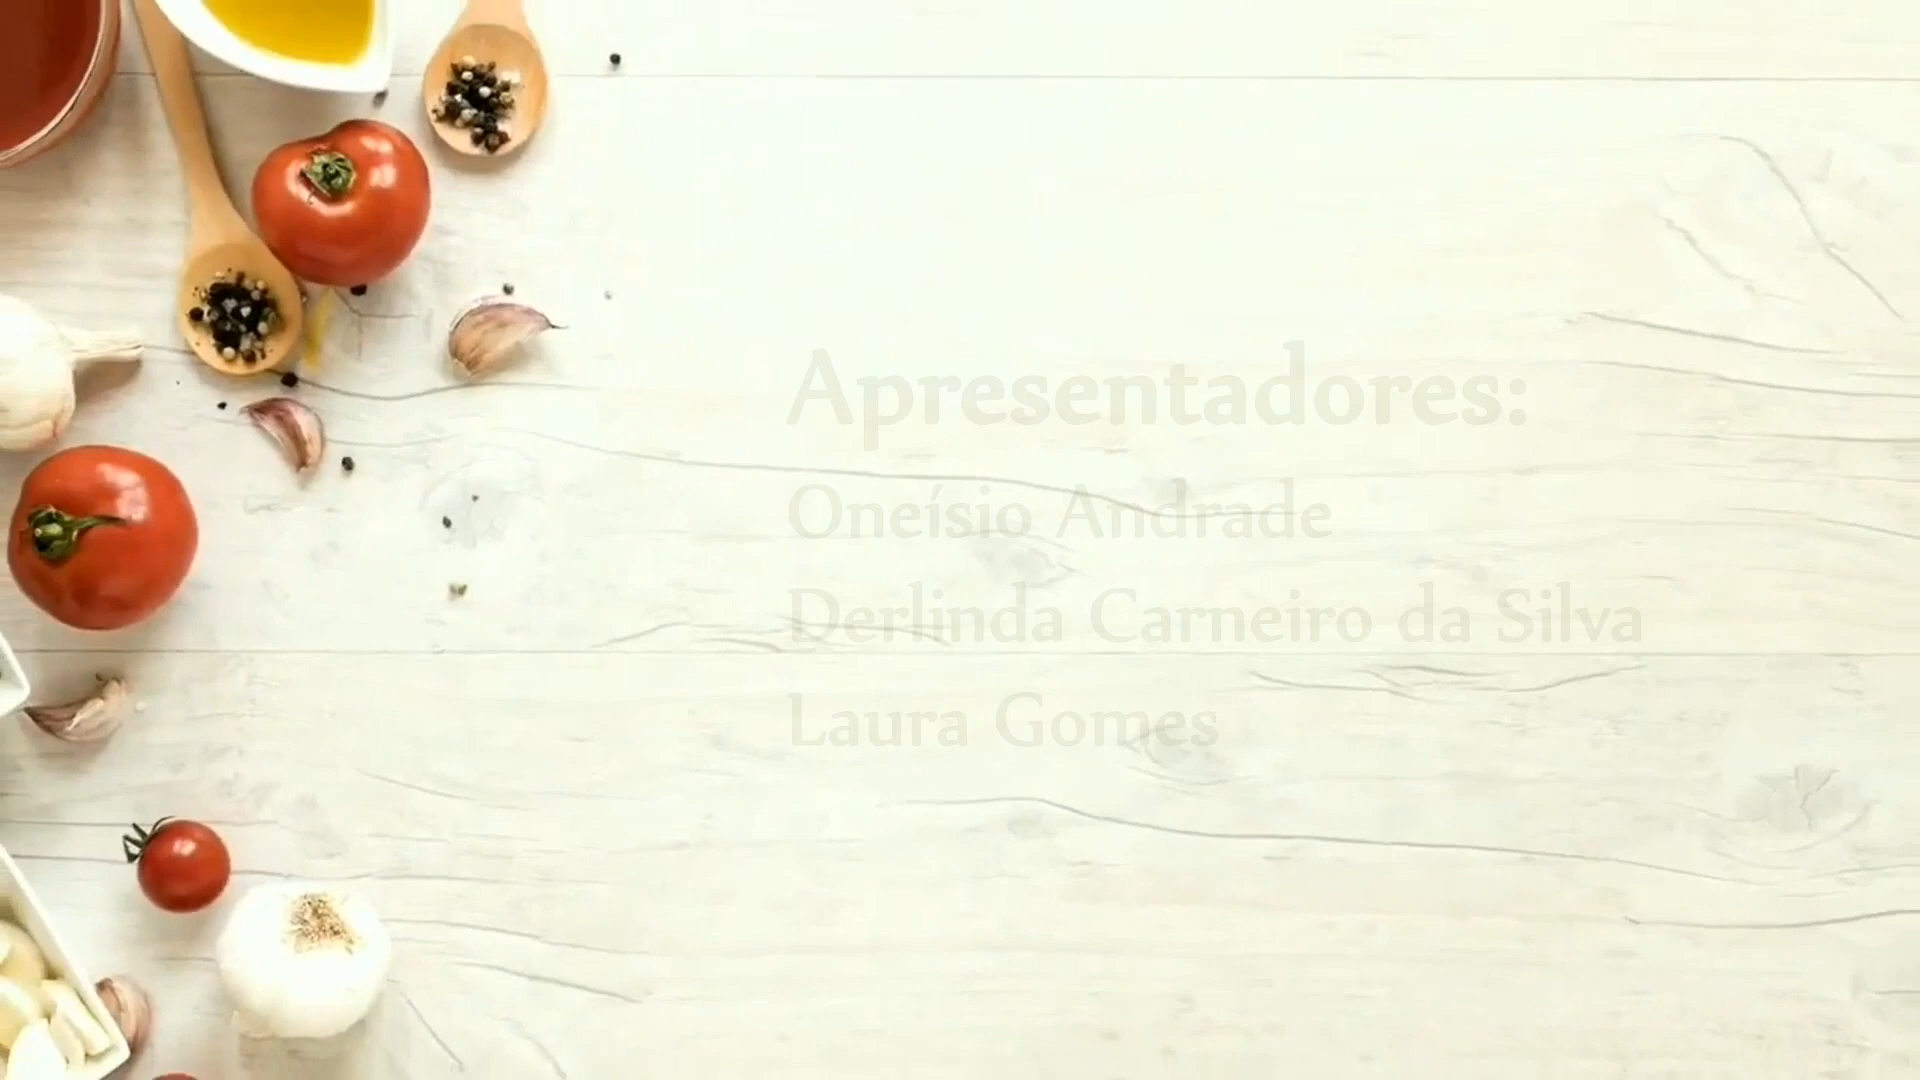 Apresentadores:
Oneísio Andrade
Derlinda Carneiro da Silva
Laura Gomes